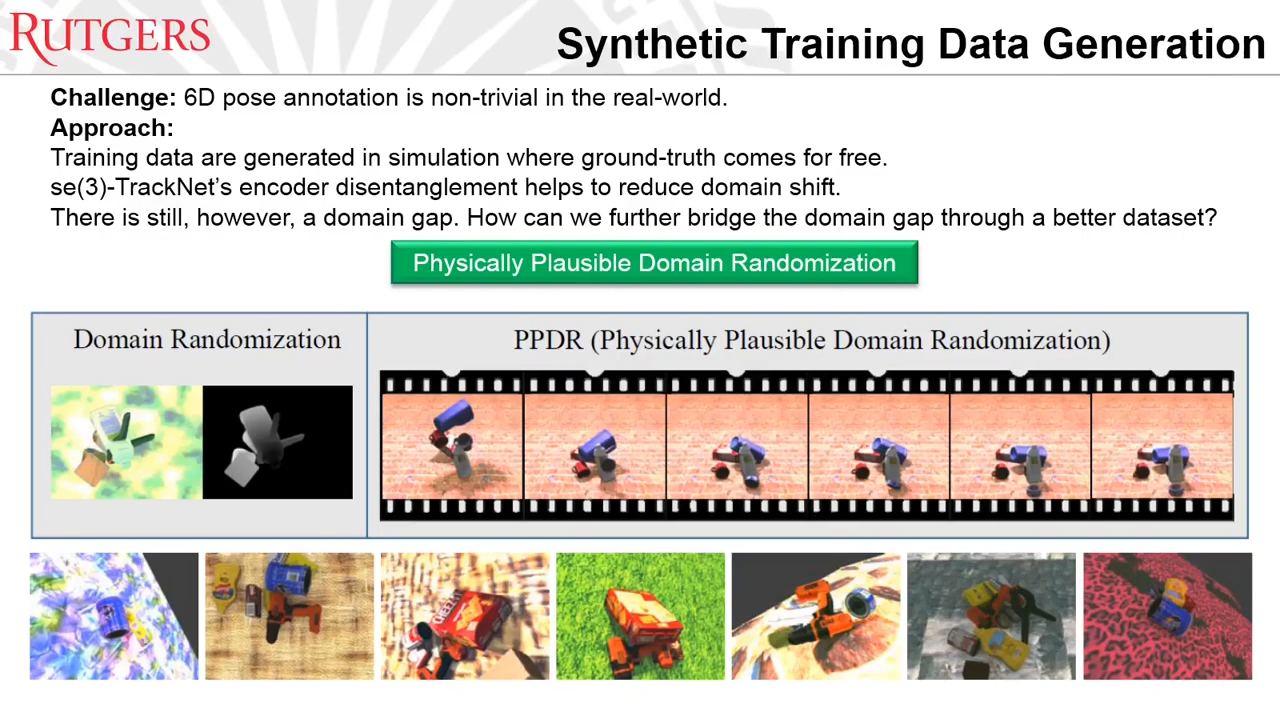 RUTGERS
Synthetic Training Data Generation
Challenge: 6D pose annotation is non-trivial in the real-world.
Approach:
Training data are generated in simulation where ground-truth comes for free.
se(3)-TrackNet’s encoder disentanglement helps to reduce domain shift.
There is still, however, a domain gap. How can we further bridge the domain gap through a better dataset?
Physically Plausible Domain Randomization
Domain Randomization
PPDR (Physically Plausible Domain Randomization)